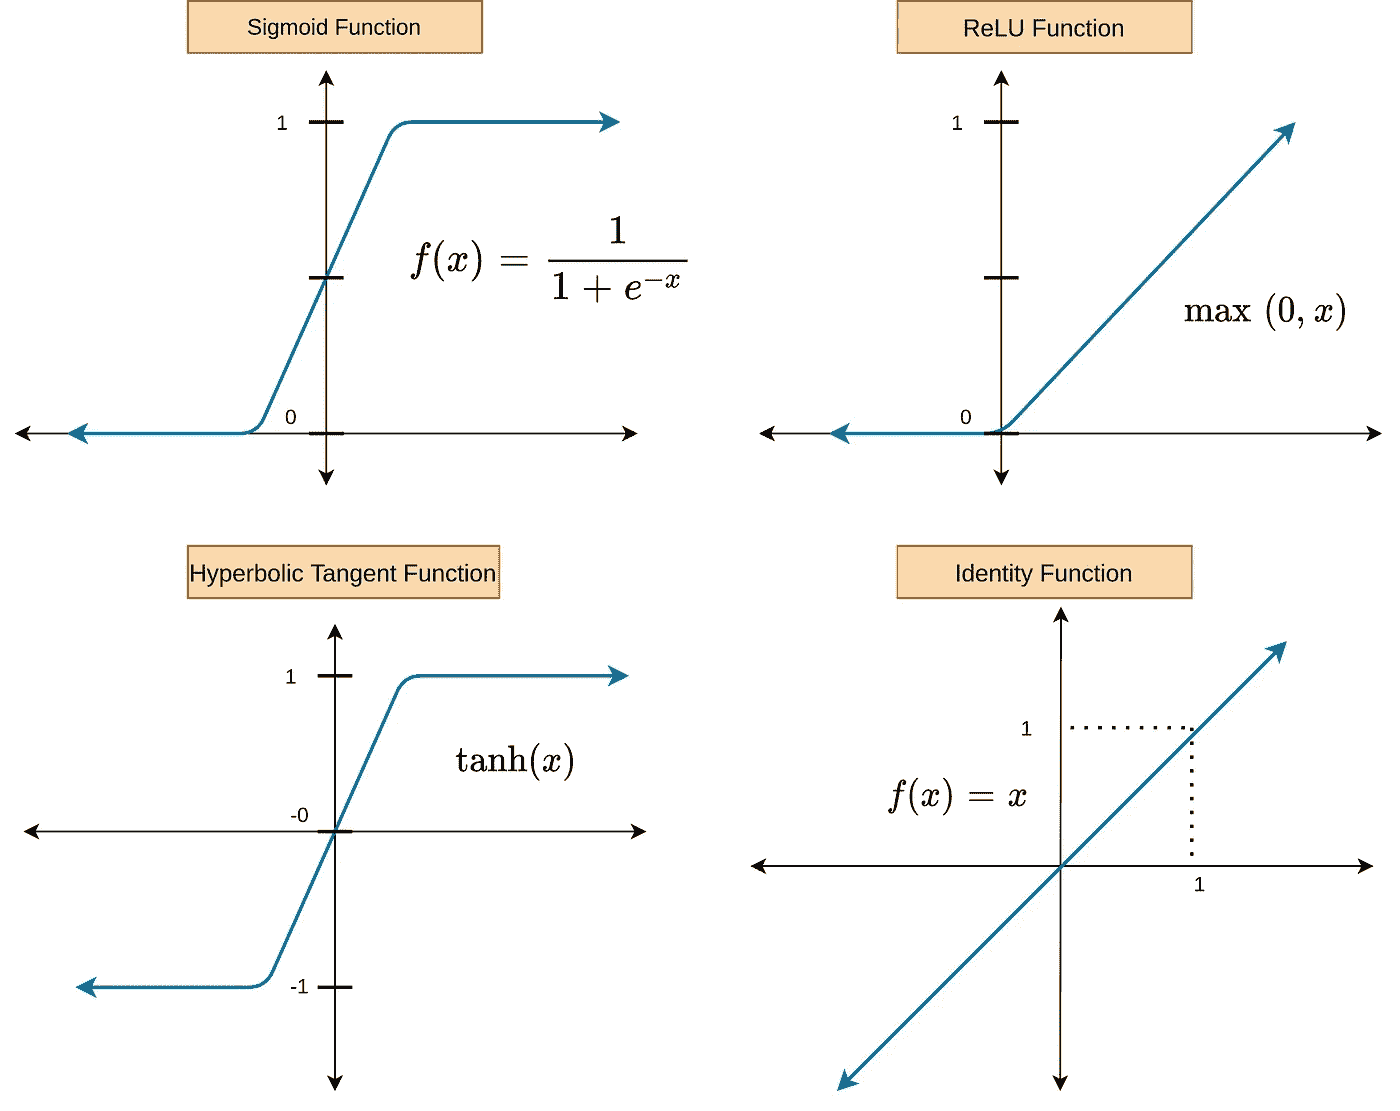 Sigmoid Function
1
f(x) = 1 / (1 + e^{-x})
0
ReLU Function
1
max (0, x)
0
Hyperbolic Tangent Function
1
tanh(x)
-0
-1
Identity Function
1
f(x) = x
1